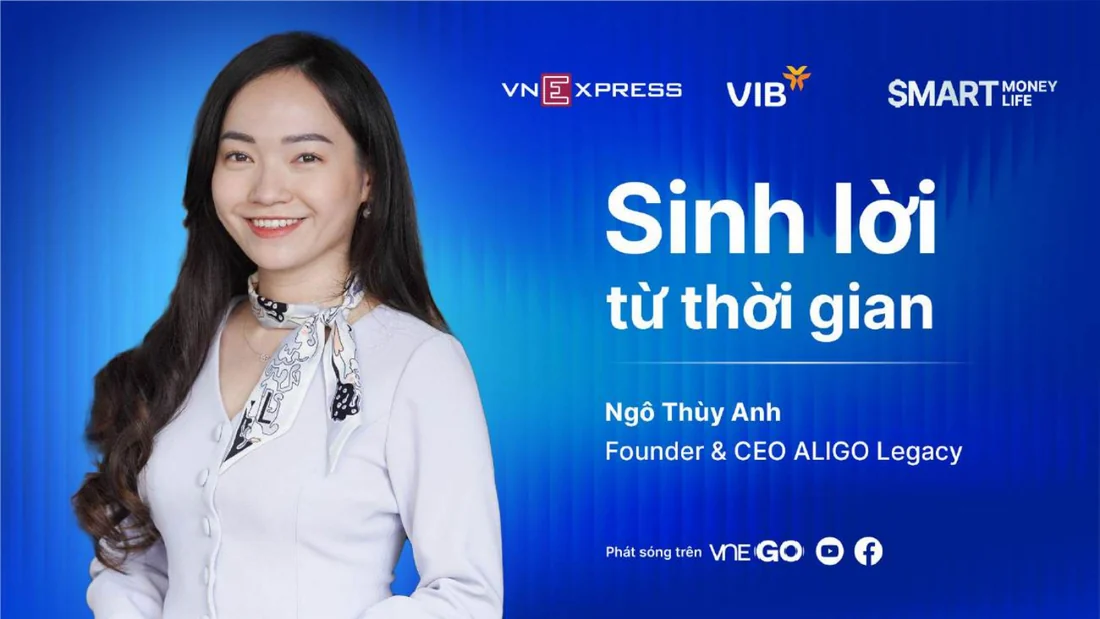 VNEXPRESS
VIB
$MART MONEY LIFE
Sinh lời
từ thời gian
Ngô Thùy Anh
Founder & CEO ALIGO Legacy
Phát sóng trên VNE GO